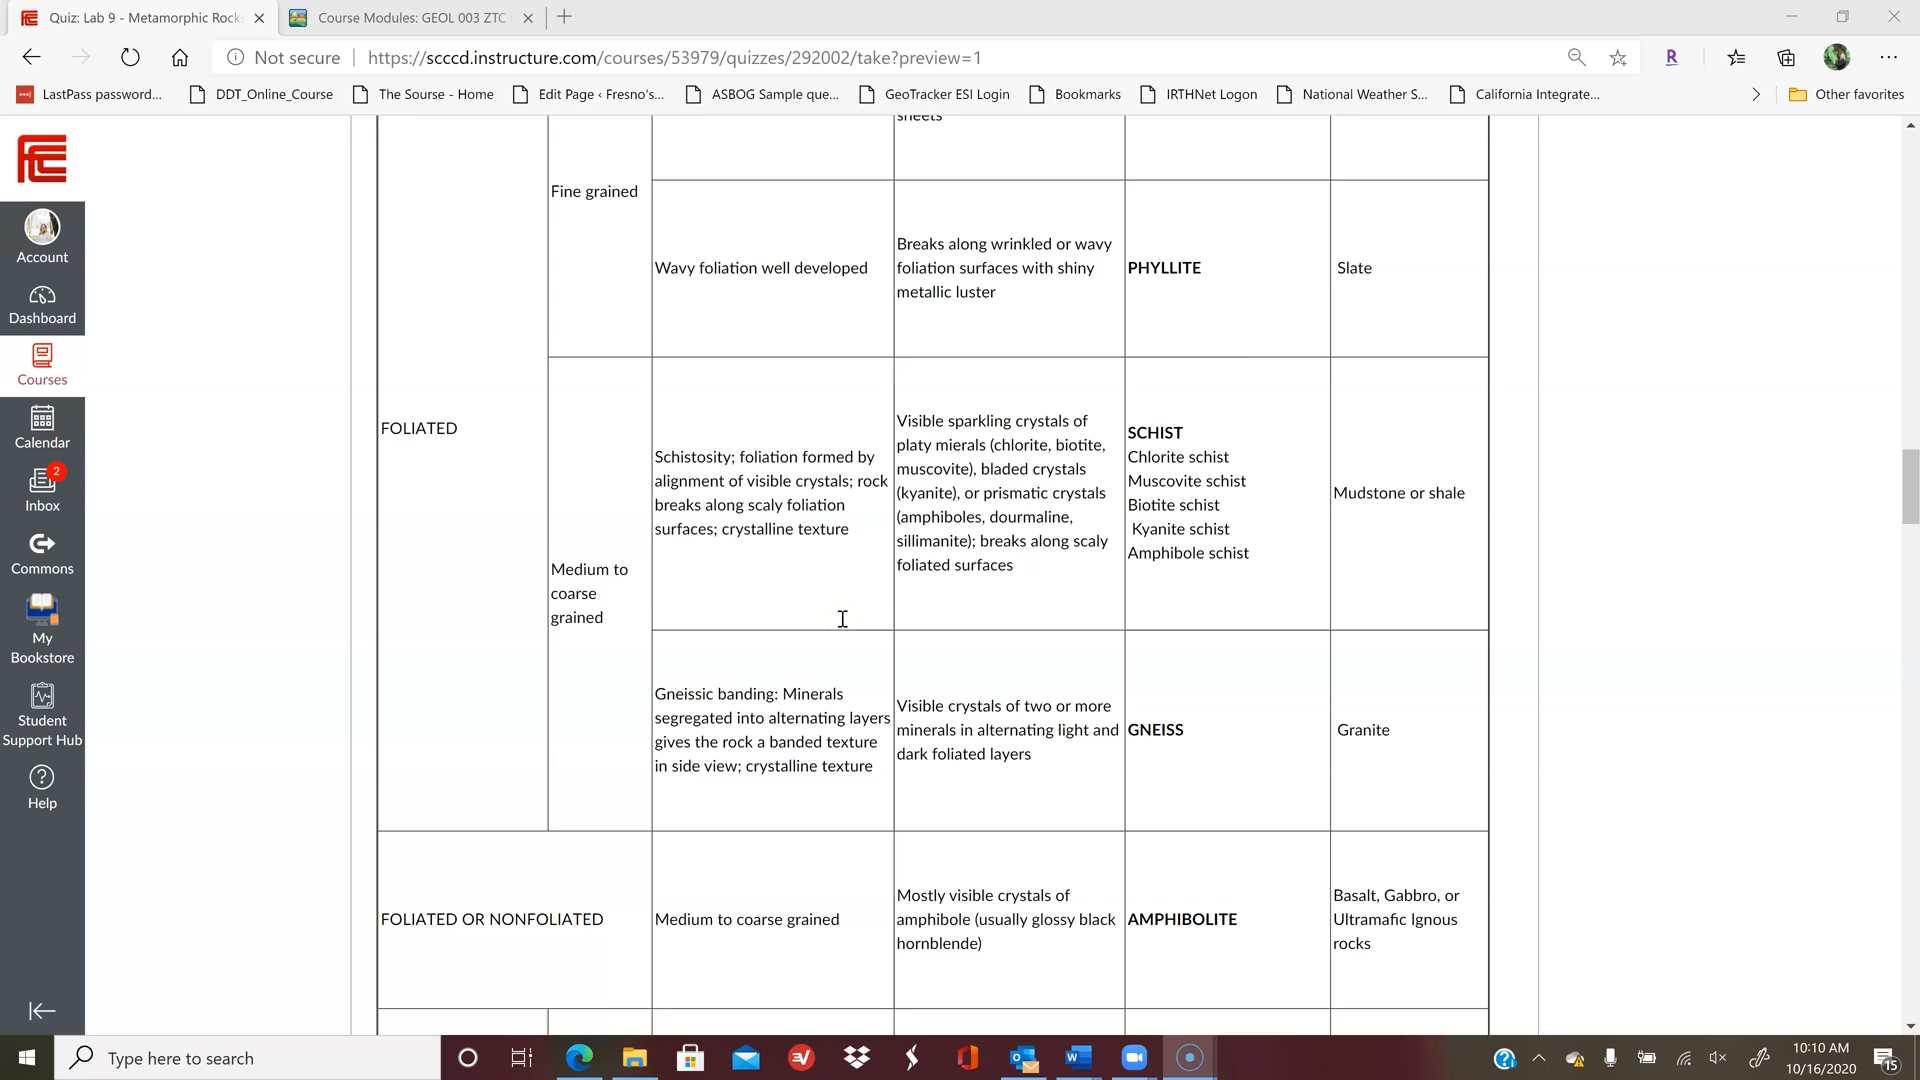 Quiz: Lab 9 - Metamorphic Rocks
Course Modules: GEOL 003 ZTC
Not secure
https://scccd.instructure.com/courses/53979/quizzes/292002/take?preview=1
LastPass password...
DDT_Online_Course
The Sourse - Home
Edit Page ‹ Fresno's...
ASBOG Sample que...
GeoTracker ESI Login
Bookmarks
IRTHNet Logon
National Weather S...
California Integrate...
Other favorites
Account
Dashboard
Courses
Calendar
2
Inbox
Commons
My
Bookstore
Student
Support Hub
Help
sheets
Fine grained
Wavy foliation well developed
Breaks along wrinkled or wavy
foliation surfaces with shiny
metallic luster
PHYLLITE
Slate
FOLIATED
Medium to
coarse
grained
Schistosity; foliation formed by
alignment of visible crystals; rock
breaks along scaly foliation
surfaces; crystalline texture
Visible sparkling crystals of
platy mierals (chlorite, biotite,
muscovite), bladed crystals
(kyanite), or prismatic crystals
(amphiboles, dourmaline,
sillimanite); breaks along scaly
foliated surfaces
SCHIST
Chlorite schist
Muscovite schist
Biotite schist
Kyanite schist
Amphibole schist
Mudstone or shale
Gneissic banding: Minerals
segregated into alternating layers
gives the rock a banded texture
in side view; crystalline texture
Visible crystals of two or more
minerals in alternating light and
dark foliated layers
GNEISS
Granite
FOLIATED OR NONFOLIATED
Medium to coarse grained
Mostly visible crystals of
amphibole (usually glossy black
hornblende)
AMPHIBOLITE
Basalt, Gabbro, or
Ultramafic Ignous
rocks
Type here to search
10:10 AM
10/16/2020
15